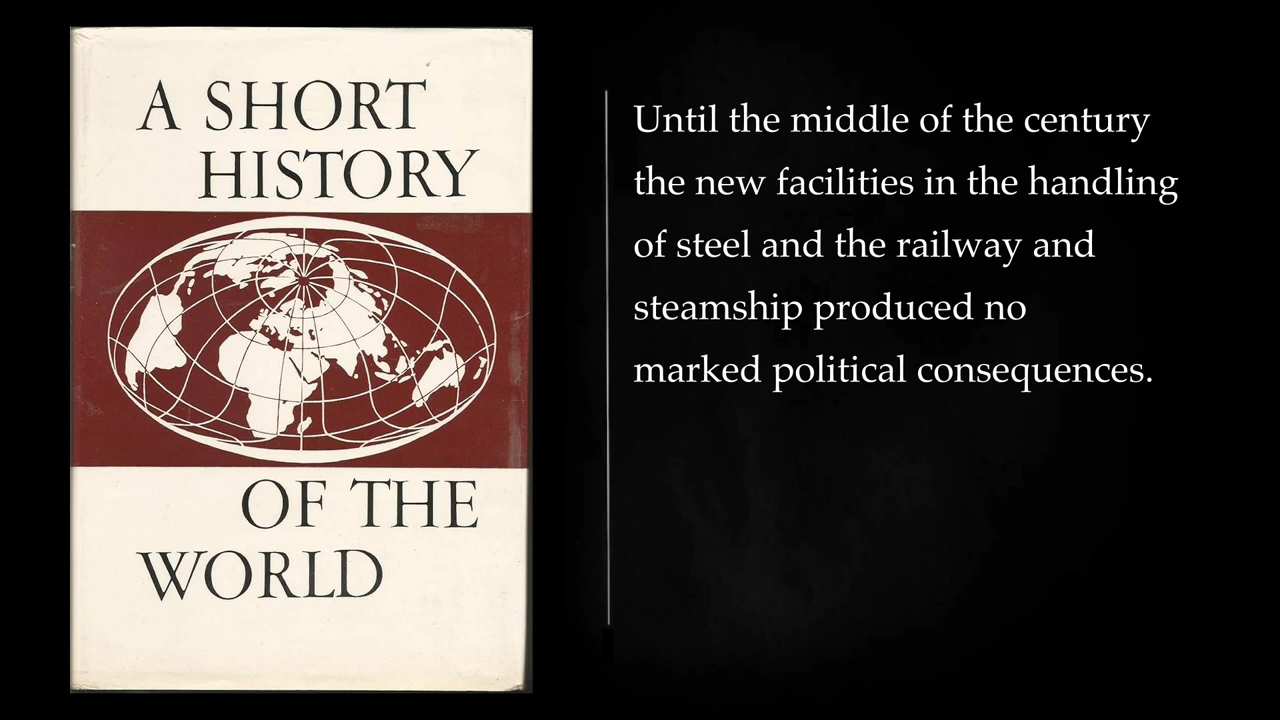 A SHORT
HISTORY
OF THE
WORLD
Until the middle of the century
the new facilities in the handling
of steel and the railway and
steamship produced no
marked political consequences.